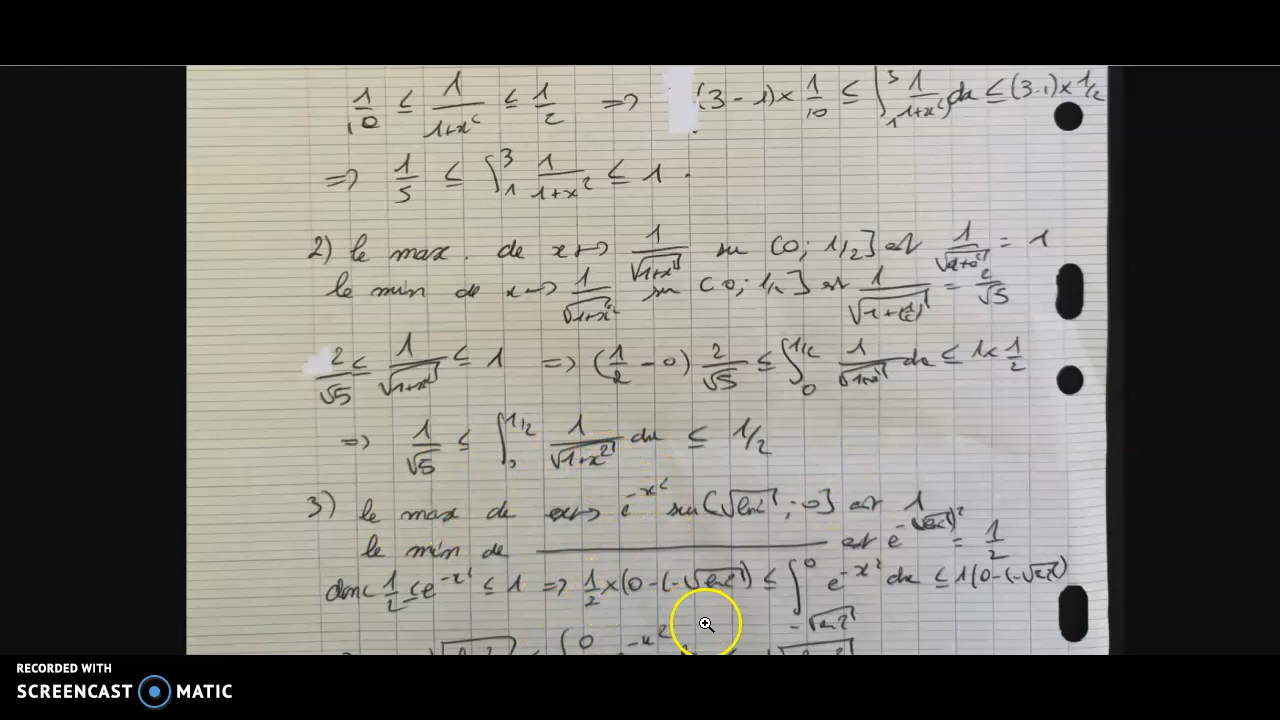 1/10 ≤ 1/(1+x²) ≤ 1/2 => (3-1)×1/10 ≤ ∫₁³ 1/(1+x²) dx ≤ (3-1)×1/2
=> 1/5 ≤ ∫₁³ 1/(1+x²) ≤ 1.
2) le max. de x↦ 1/√(1+x²) sur [0; 1/2] est 1/√(1+0²) = 1
le min de x↦ 1/√(1+x²) sur [0; 1/2] est 1/√(1+(1/2)²) = 2/√5
2/√5 ≤ 1/√(1+x²) ≤ 1 => (1/2 - 0) 2/√5 ≤ ∫₀^1/2 1/√(1+x²) dx ≤ 1×1/2
=> 1/√5 ≤ ∫₀^1/2 1/√(1+x²) dx ≤ 1/2
3) le max de x↦ e^-x² sur [√ln2 ; 0] est 1
le min de ———— est e^-√(ln2)² = 1/2
donc 1/2 ≤ e^-x² ≤ 1 => 1/2×(0-(-√ln2)) ≤ ∫_-√ln2^0 e^-x² dx ≤ 1(0-(-√ln2))
RECORDED WITH
SCREENCAST MATIC